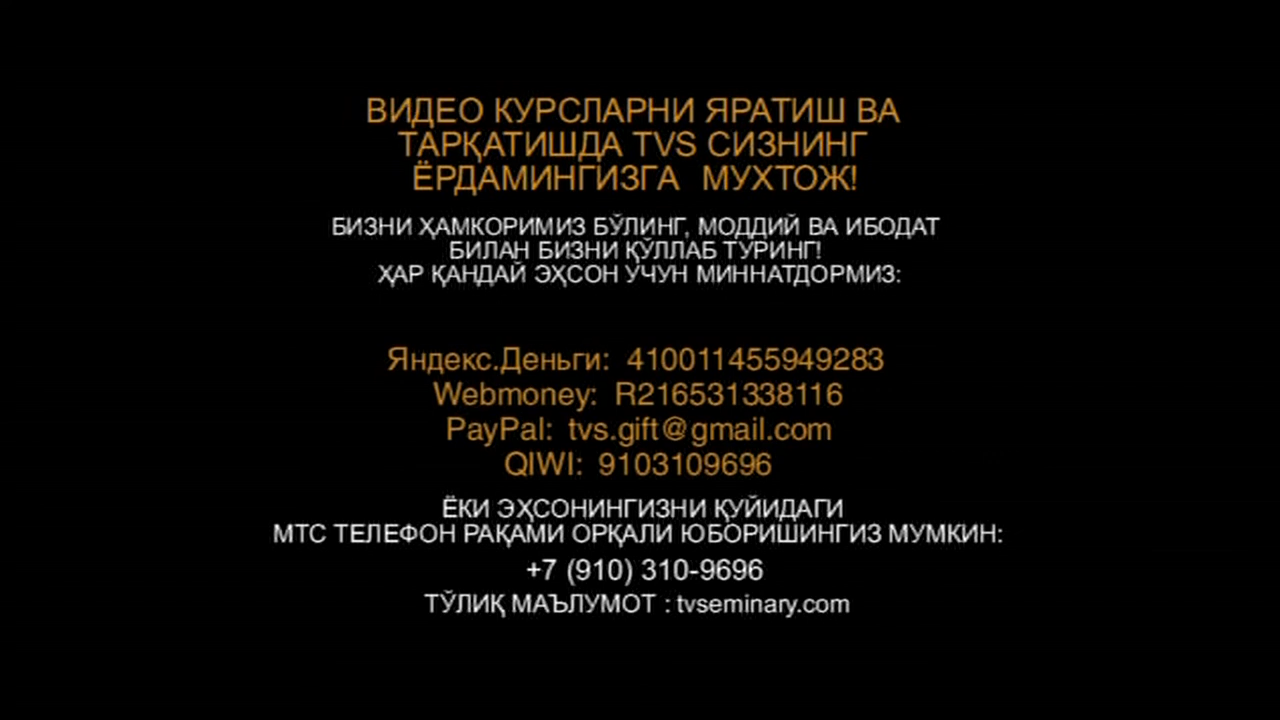 ВИДЕО КУРСЛАРНИ ЯРАТИШ ВА
ТАРҚАТИШДА TVS СИЗНИНГ
ЁРДАМИНГИЗГА МУХТОЖ!
БИЗНИ ҲАМКОРИМИЗ БЎЛИНГ, МОДДИЙ ВА ИБОДАТ
БИЛАН БИЗНИ ҚЎЛЛАБ ТУРИНГ!
ҲАР ҚАНДАЙ ЭҲСОН УЧУН МИННАТДОРМИЗ:
Яндекс.Деньги: 410011455949283
Webmoney: R216531338116
PayPal: tvs.gift@gmail.com
QIWI: 9103109696
ЁКИ ЭҲСОНИНГИЗНИ ҚУЙИДАГИ
МТС ТЕЛЕФОН РАҚАМИ ОРҚАЛИ ЮБОРИШИНГИЗ МУМКИН:
+7 (910) 310-9696
ТЎЛИҚ МАЪЛУМОТ : tvseminary.com